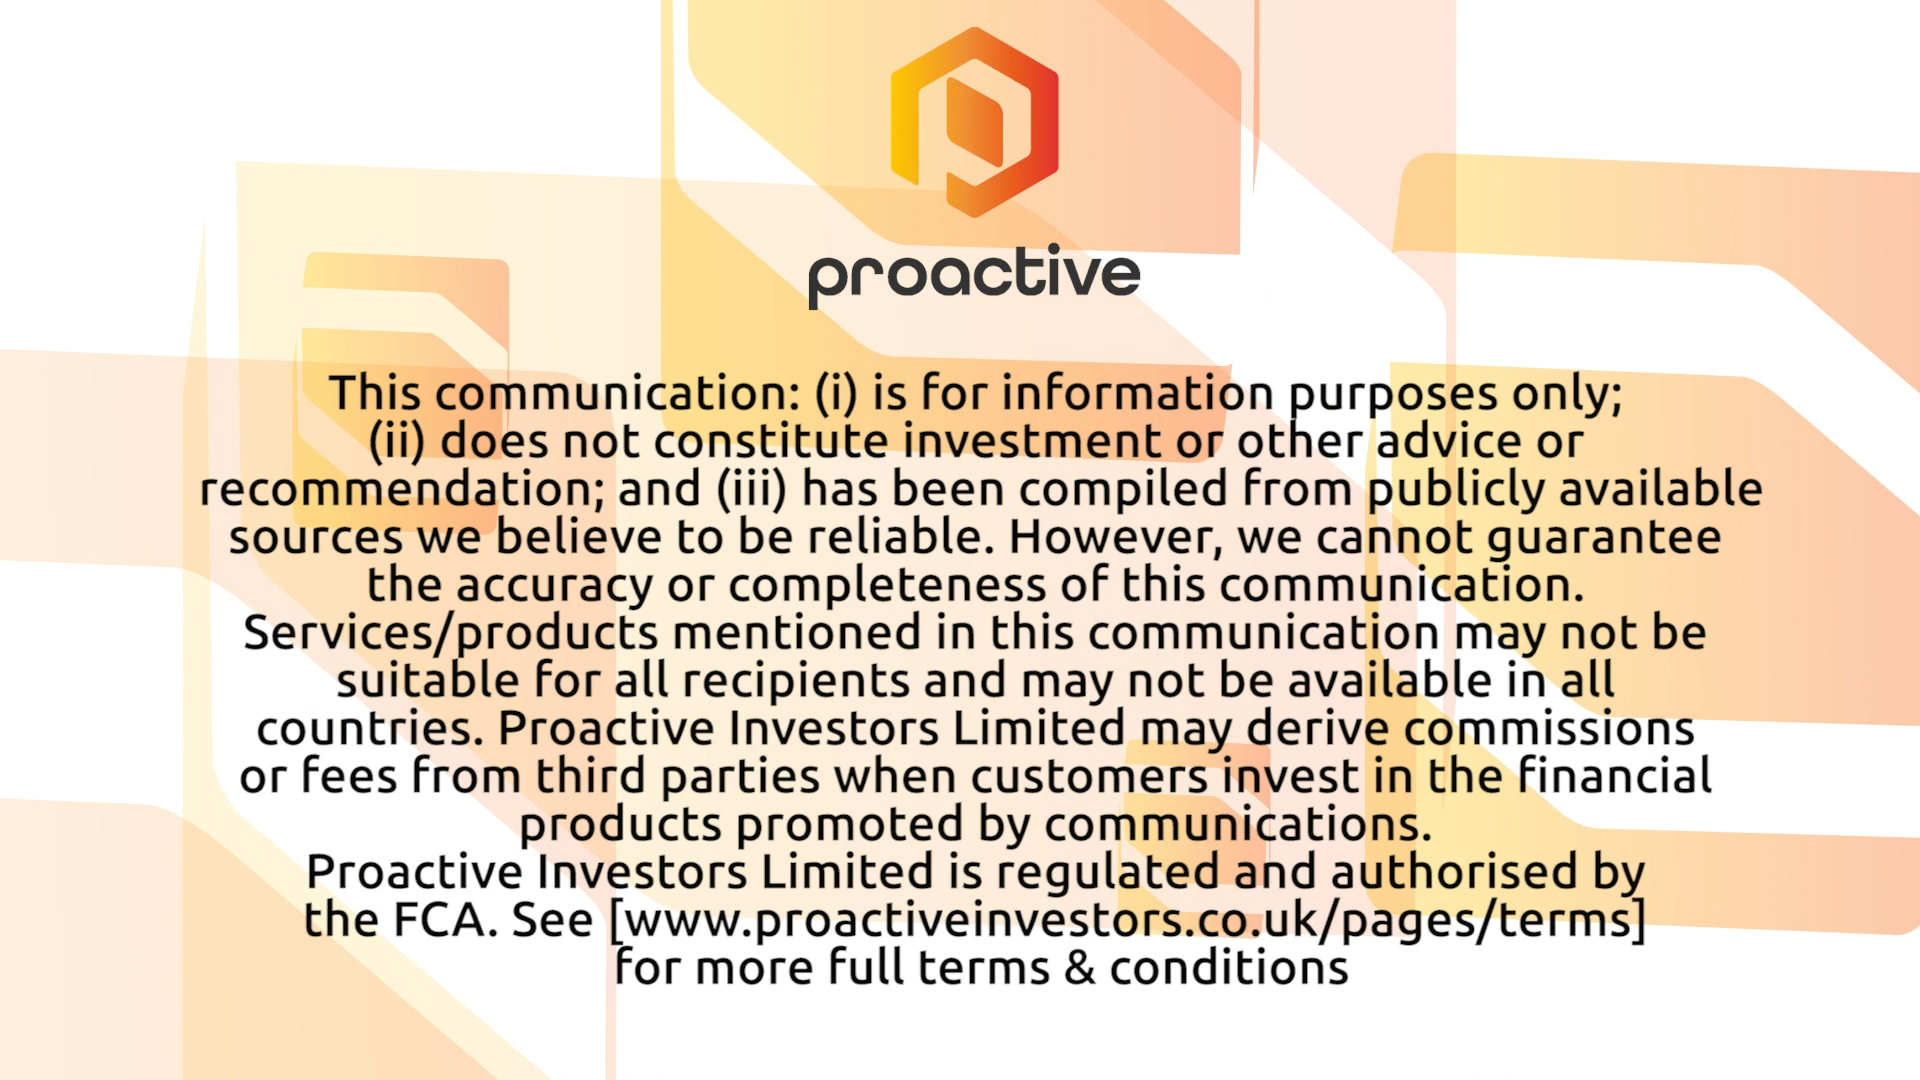 proactive
This communication: (i) is for information purposes only;
(ii) does not constitute investment or other advice or
recommendation; and (iii) has been compiled from publicly available
sources we believe to be reliable. However, we cannot guarantee
the accuracy or completeness of this communication.
Services/products mentioned in this communication may not be
suitable for all recipients and may not be available in all
countries. Proactive Investors Limited may derive commissions
or fees from third parties when customers invest in the financial
products promoted by communications.
Proactive Investors Limited is regulated and authorised by
the FCA. See [www.proactiveinvestors.co.uk/pages/terms]
for more full terms & conditions